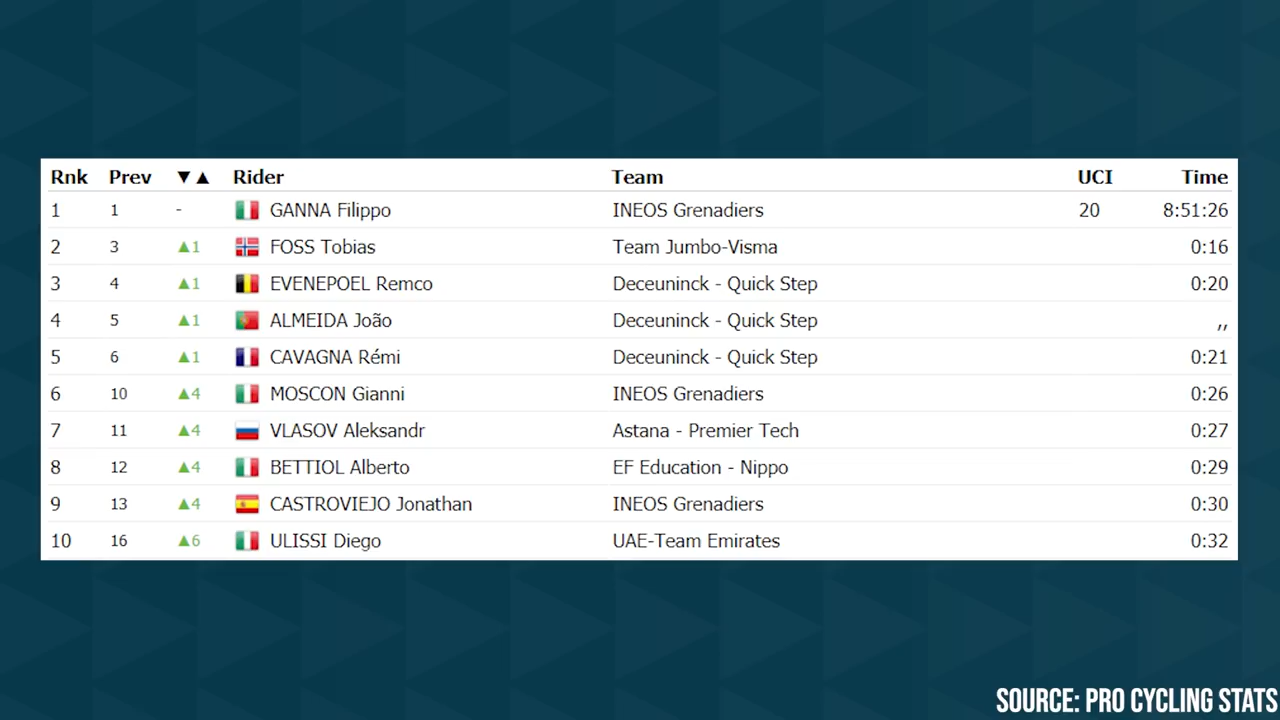 Rnk Prev ▼▲ Rider Team UCI Time
1 1 - GANNA Filippo INEOS Grenadiers 20 8:51:26
2 3 ▲1 FOSS Tobias Team Jumbo-Visma 0:16
3 4 ▲1 EVENEPOEL Remco Deceuninck - Quick Step 0:20
4 5 ▲1 ALMEIDA João Deceuninck - Quick Step ,,
5 6 ▲1 CAVAGNA Rémi Deceuninck - Quick Step 0:21
6 10 ▲4 MOSCON Gianni INEOS Grenadiers 0:26
7 11 ▲4 VLASOV Aleksandr Astana - Premier Tech 0:27
8 12 ▲4 BETTIOL Alberto EF Education - Nippo 0:29
9 13 ▲4 CASTROVIEJO Jonathan INEOS Grenadiers 0:30
10 16 ▲6 ULISSI Diego UAE-Team Emirates 0:32
SOURCE: PRO CYCLING STATS